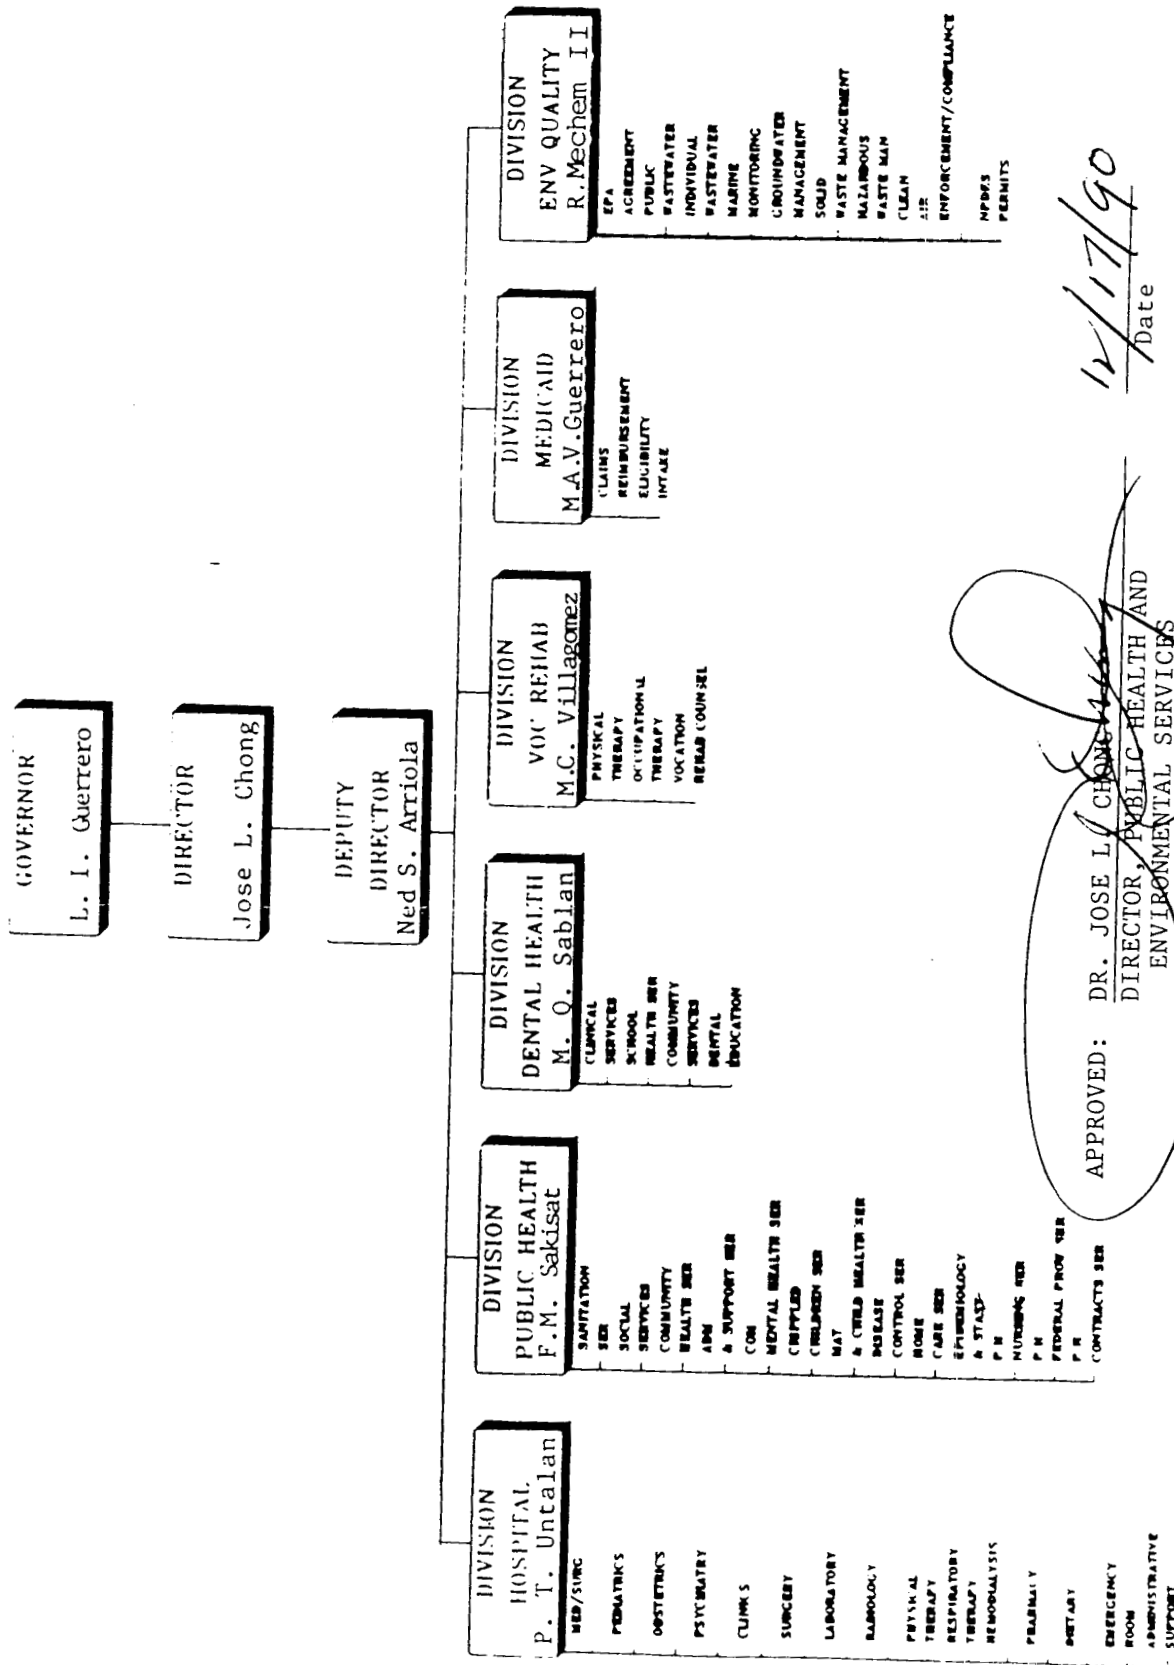 GOVERNOR
L. I. Guerrero
DIRECTOR
Jose L. Chong
DEPUTY
DIRECTOR
Ned S. Arriola
DIVISION
HOSPITAL
P. T. Untalan
MED/SURG
PEDIATRICS
OBSTETRICS
PSYCHIATRY
CLINICS
SURGERY
LABORATORY
RADIOLOGY
PHYSICAL
THERAPY
RESPIRATORY
THERAPY
HEMODIALYSIS
PHARMACY
DIETARY
EMERGENCY
ROOM
ADMINISTRATIVE
SUPPORT
DIVISION
PUBLIC HEALTH
F.M. Sakisat
SANITATION
SER
SOCIAL
SERVICES
COMMUNITY
HEALTH SER
ADM
& SUPPORT SER
COM
MENTAL HEALTH SER
CRIPPLED
CHILDREN SER
MAT
& CHILD HEALTH SER
DISEASE
CONTROL SER
HOME
CARE SER
EPIDEMIOLOGY
& STAST
P H
NURSING SER
P H
FEDERAL PROW SER
P R
CONTRACTS SER
DIVISION
DENTAL HEALTH
M. Q. Sablan
CLINICAL
SERVICES
SCHOOL
HEALTH SER
COMMUNITY
SERVICES
DENTAL
EDUCATION
DIVISION
VOC REHAB
M.C. Villagomez
PHYSICAL
THERAPY
OCCUPATIONAL
THERAPY
VOCATION
REHAB COUNSEL
DIVISION
MEDICAID
M.A.V.Guerrero
CLAIMS
REIMBURSEMENT
ELIGIBILITY
INTAKE
DIVISION
ENV QUALITY
R.Mechem II
EPA
AGREEMENT
PUBLIC
WASTEWATER
INDIVIDUAL
WASTEWATER
MARINE
MONITORING
GROUNDWATER
MANAGEMENT
SOLID
WASTE MANAGEMENT
HAZARDOUS
WASTE MAN
CLEAN
AIR
ENFORCEMENT/COMPLIANCE
NPDES
PERMITS
APPROVED: DR. JOSE L. CHONG 12/17/90
DIRECTOR, PUBLIC HEALTH AND Date
ENVIRONMENTAL SERVICES